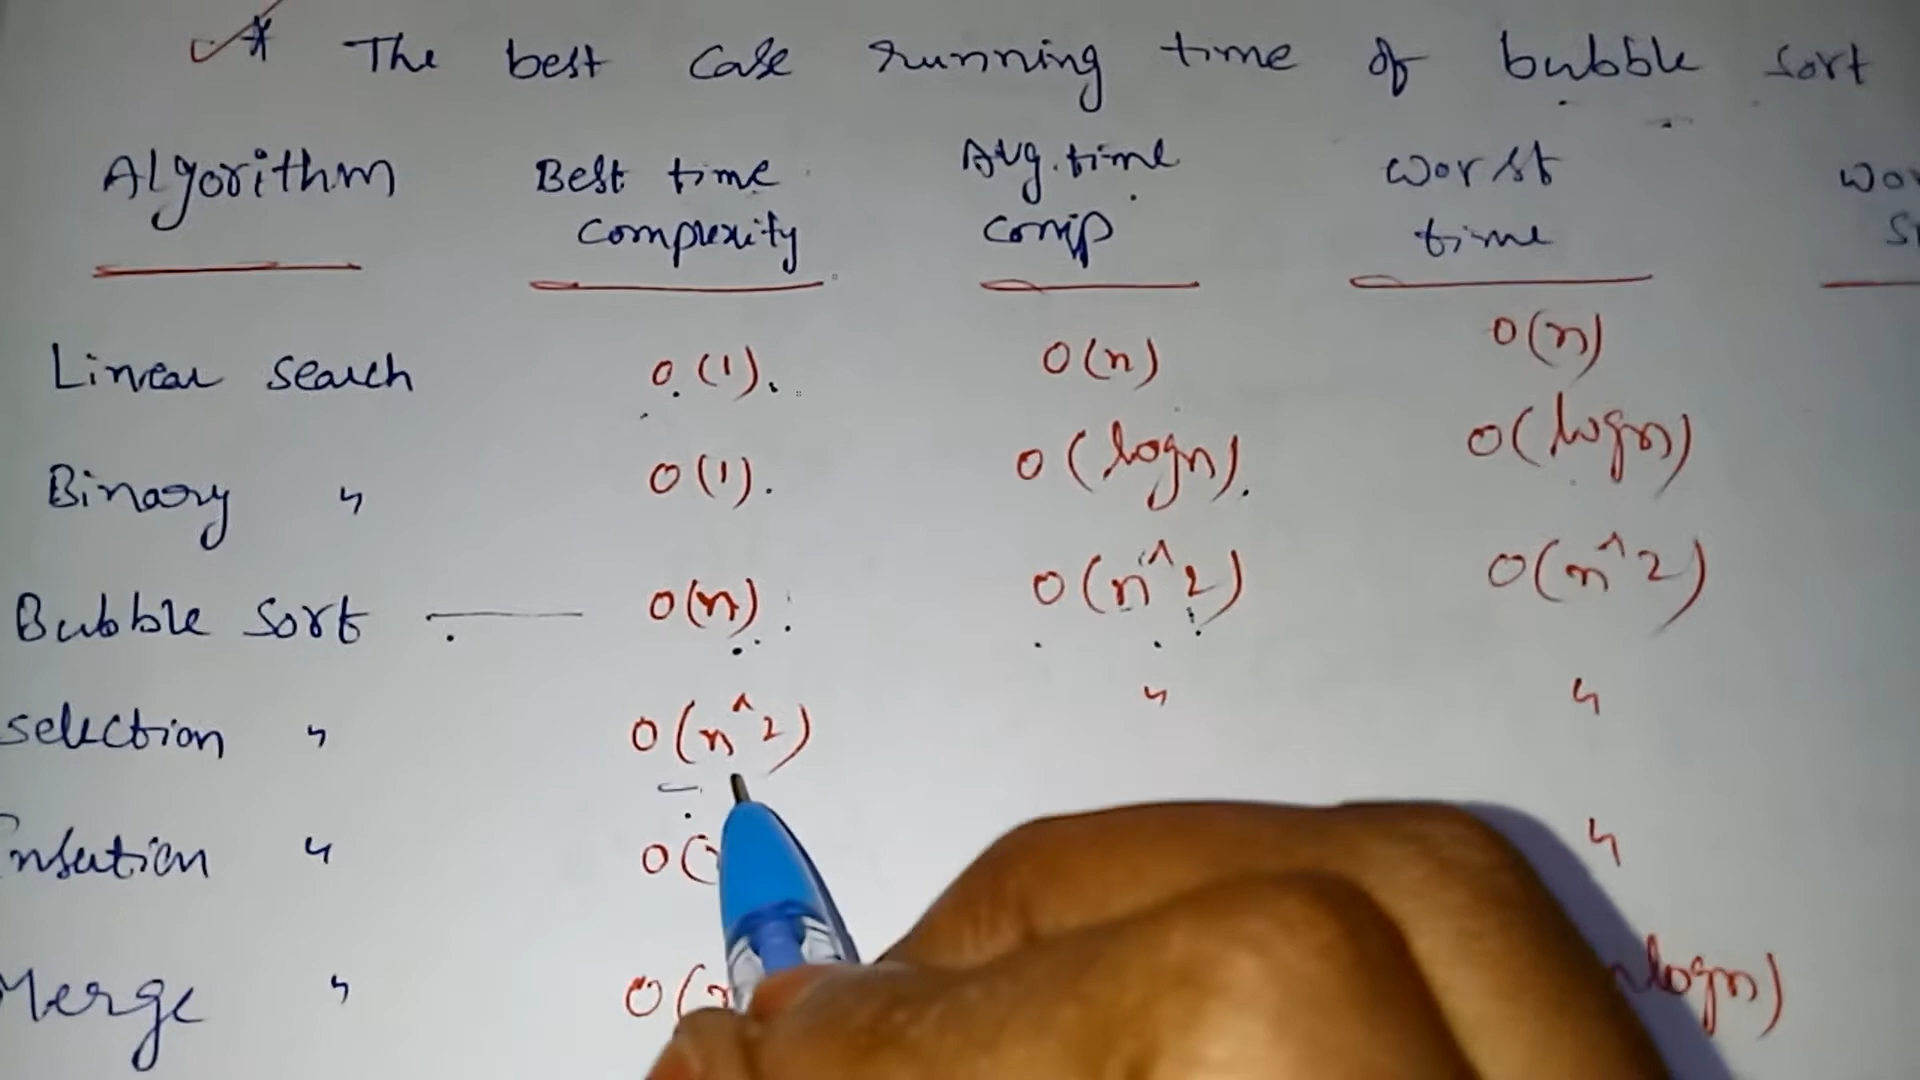 * The best case running time of bubble sort
Algorithm Best time complexity Avg. time comp worst time
Linear search O(1). O(n) O(n)
Binary " O(1). O(logn). O(logn)
Bubble sort — O(n) O(n^2) O(n^2)
selection " O(n^2) " "
" O( "
Merge " O( logn)